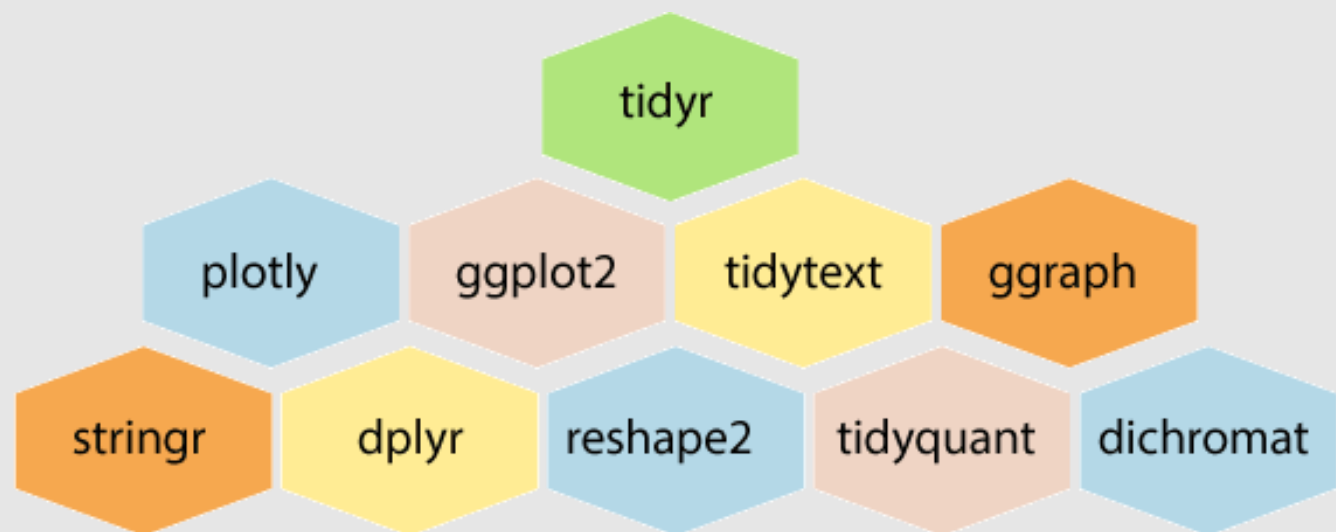 tidyr
plotly ggplot2 tidytext ggraph
stringr dplyr reshape2 tidyquant dichromat